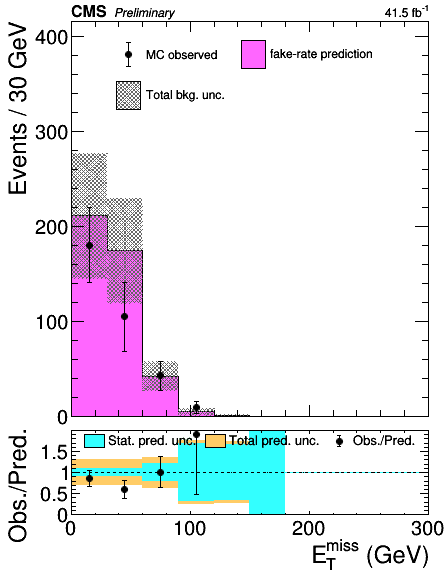 CMS Preliminary 41.5 fb⁻¹
Events / 30 GeV
400
300
200
100
0
MC observed
fake-rate prediction
Total bkg. unc.
Obs./Pred.
1.5
1
0.5
0
Stat. pred. unc.
Total pred. unc.
Obs./Pred.
0 100 200 300
E_T^miss (GeV)